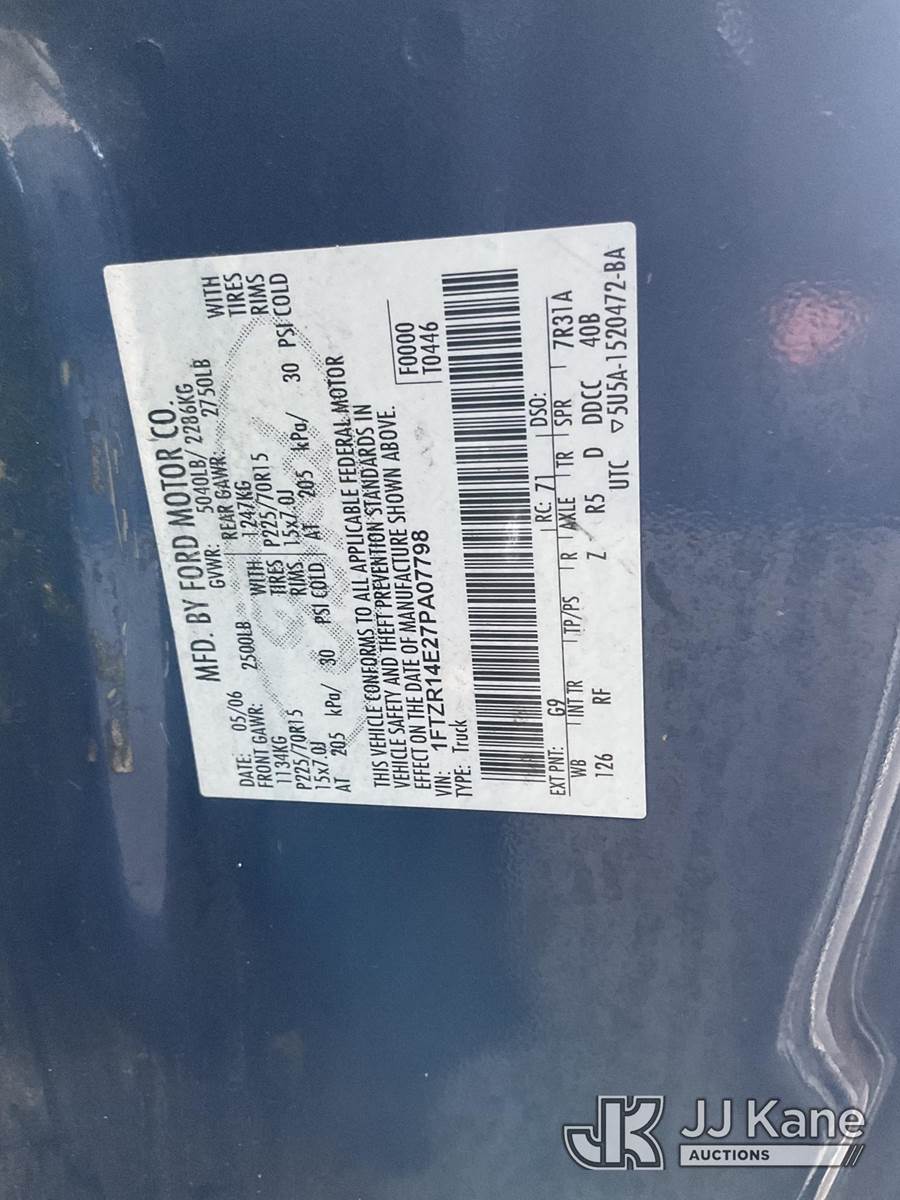 MFD. BY FORD MOTOR CO.
DATE: 05/06 GVWR: 5040LB/ 2286KG
FRONT GAWR: 2500LB REAR GAWR: 2750LB
1134KG WITH 1247KG WITH
P225/70R15 TIRES P225/70R15 TIRES
15x7.0J RIMS 15x7.0J RIMS
AT 205 kPa/ 30 PSI COLD AT 205 kPa/ 30 PSI COLD
THIS VEHICLE CONFORMS TO ALL APPLICABLE FEDERAL MOTOR
VEHICLE SAFETY AND THEFT PREVENTION STANDARDS IN
EFFECT ON THE DATE OF MANUFACTURE SHOWN ABOVE.
VIN: 1FTZR14E27PA07798 F0000
TYPE: Truck T0446
EXT PNT: G9 RC: 71 DSO:
WB INT TR TP/PS R AXLE TR SPR 7R31A
126 RF Z R5 D DDCC 40B
UTC ▽5U5A-1520472-BA
JK JJ Kane
AUCTIONS